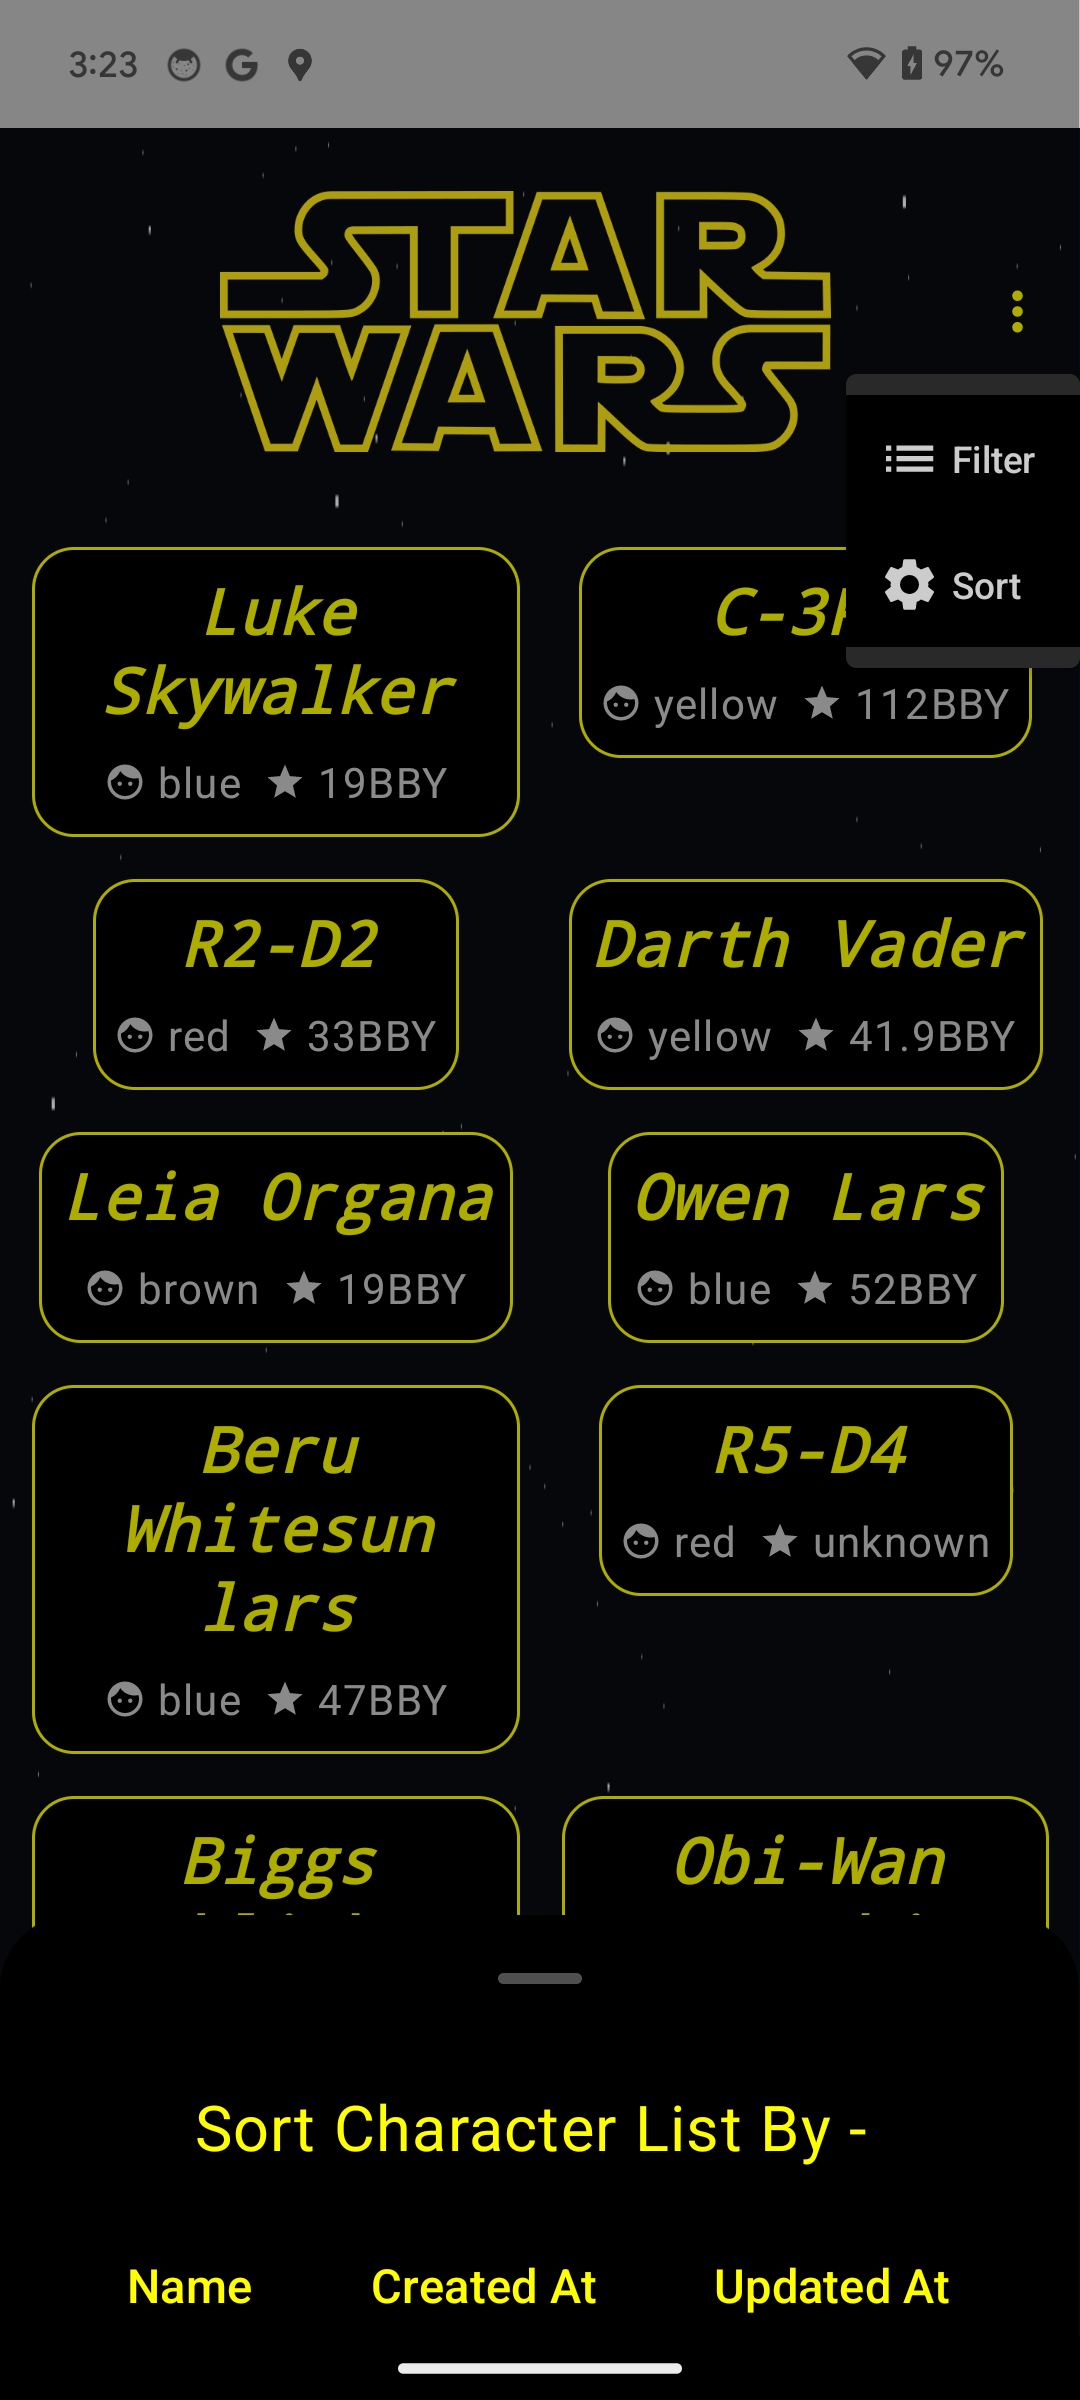 3:23
97%
STAR
WARS
Filter
Sort
Luke
Skywalker
blue
19BBY
yellow
112BBY
R2-D2
red
33BBY
Darth Vader
yellow
41.9BBY
Leia Organa
brown
19BBY
Owen Lars
blue
52BBY
Beru
Whitesun
lars
blue
47BBY
R5-D4
red
unknown
Biggs
Obi-Wan
Sort Character List By -
Name
Created At
Updated At